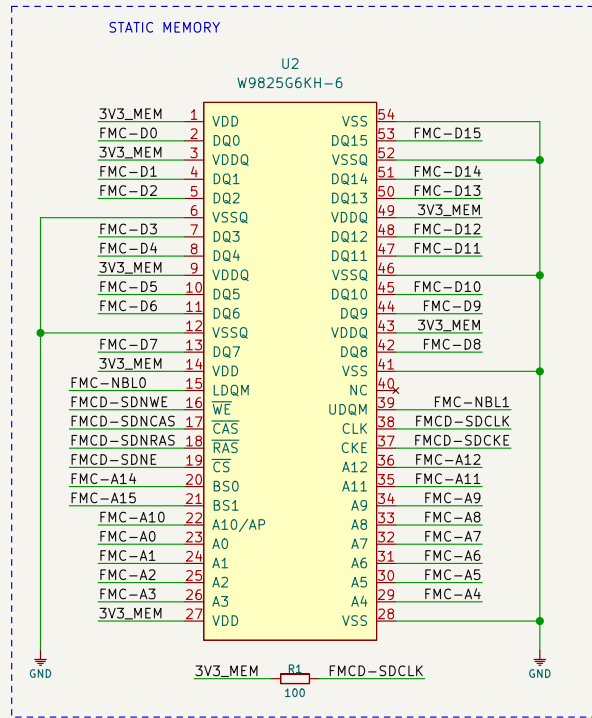 STATIC MEMORY
U2
W9825G6KH-6
3V3_MEM 1 VDD VSS 54
FMC-D0 2 DQ0 DQ15 53 FMC-D15
3V3_MEM 3 VDDQ VSSQ 52
FMC-D1 4 DQ1 DQ14 51 FMC-D14
FMC-D2 5 DQ2 DQ13 50 FMC-D13
6 VSSQ VDDQ 49 3V3_MEM
FMC-D3 7 DQ3 DQ12 48 FMC-D12
FMC-D4 8 DQ4 DQ11 47 FMC-D11
3V3_MEM 9 VDDQ VSSQ 46
FMC-D5 10 DQ5 DQ10 45 FMC-D10
FMC-D6 11 DQ6 DQ9 44 FMC-D9
12 VSSQ VDDQ 43 3V3_MEM
FMC-D7 13 DQ7 DQ8 42 FMC-D8
3V3_MEM 14 VDD VSS 41
FMC-NBL0 15 LDQM NC 40
FMCD-SDNWE 16 WE UDQM 39 FMC-NBL1
FMCD-SDNCAS 17 CAS CLK 38 FMCD-SDCLK
FMCD-SDNRAS 18 RAS CKE 37 FMCD-SDCKE
FMCD-SDNE 19 CS A12 36 FMC-A12
FMC-A14 20 BS0 A11 35 FMC-A11
FMC-A15 21 BS1 A9 34 FMC-A9
FMC-A10 22 A10/AP A8 33 FMC-A8
FMC-A0 23 A0 A7 32 FMC-A7
FMC-A1 24 A1 A6 31 FMC-A6
FMC-A2 25 A2 A5 30 FMC-A5
FMC-A3 26 A3 A4 29 FMC-A4
3V3_MEM 27 VDD VSS 28
GND GND
3V3_MEM R1 FMCD-SDCLK
100